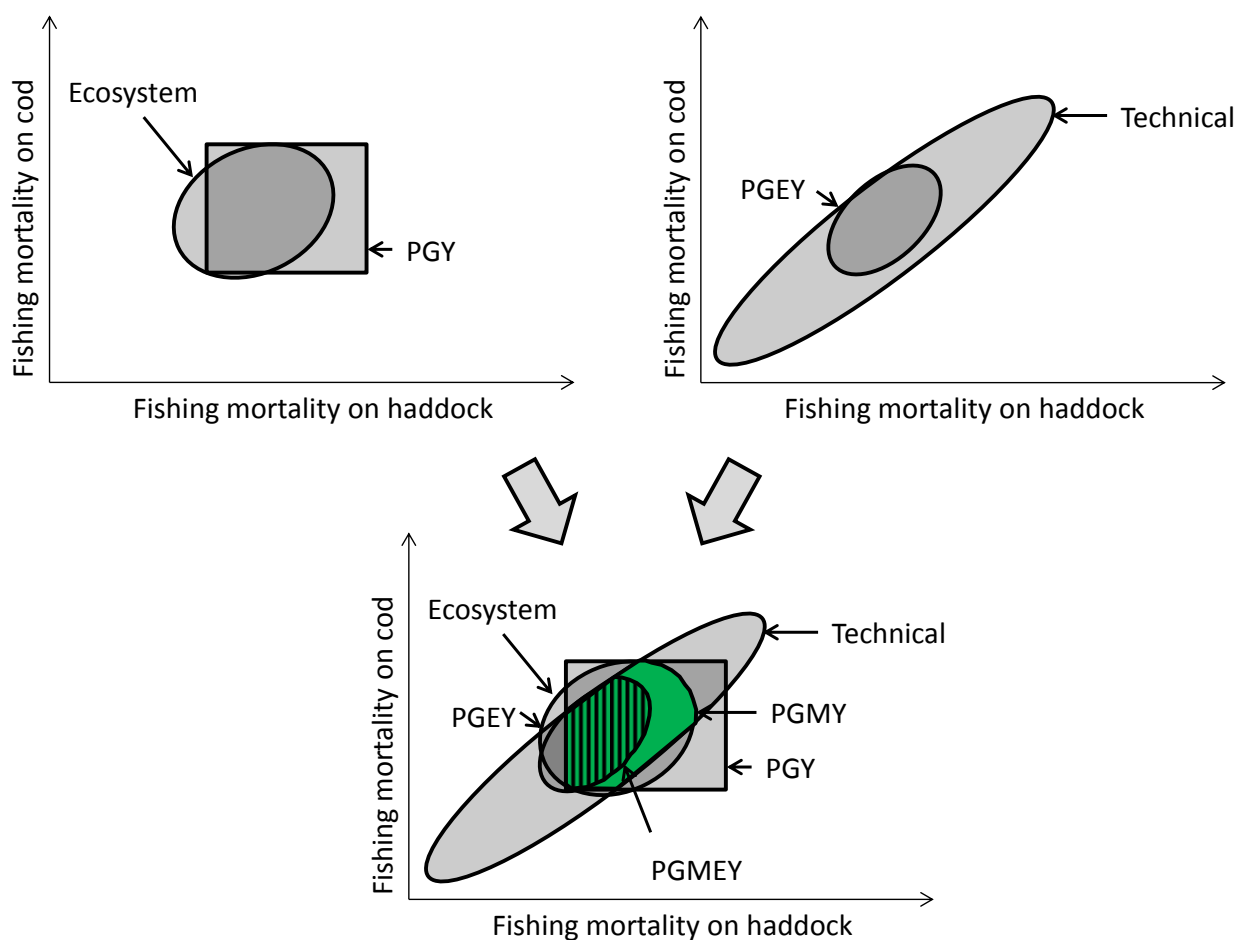 Fishing mortality on cod
Ecosystem
PGY
Fishing mortality on haddock
Fishing mortality on cod
Technical
PGEY
Fishing mortality on haddock
Fishing mortality on cod
Ecosystem
Technical
PGEY
PGMY
PGY
PGMEY
Fishing mortality on haddock